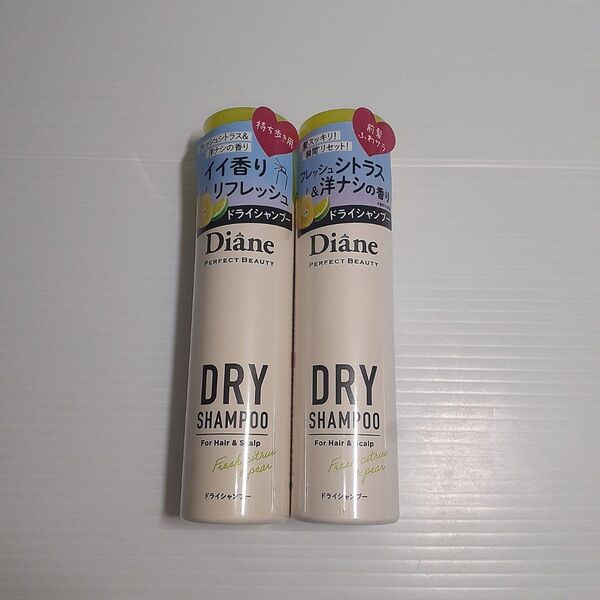 持ち歩き用
フレッシュシトラス&
洋ナシの香り
イイ香り
リフレッシュ
ドライシャンプー
Diane
PERFECT BEAUTY
DRY
SHAMPOO
For Hair & Scalp
Fresh citrus
& pear
ドライシャンプー
前髪
ふわサラ
髪スッキリ!
瞬間リセット!
フレッシュシトラス
&洋ナシの香り
ドライシャンプー
Diane
PERFECT BEAUTY
DRY
SHAMPOO
For Hair & Scalp
Fresh citrus
& pear
ドライシャンプー